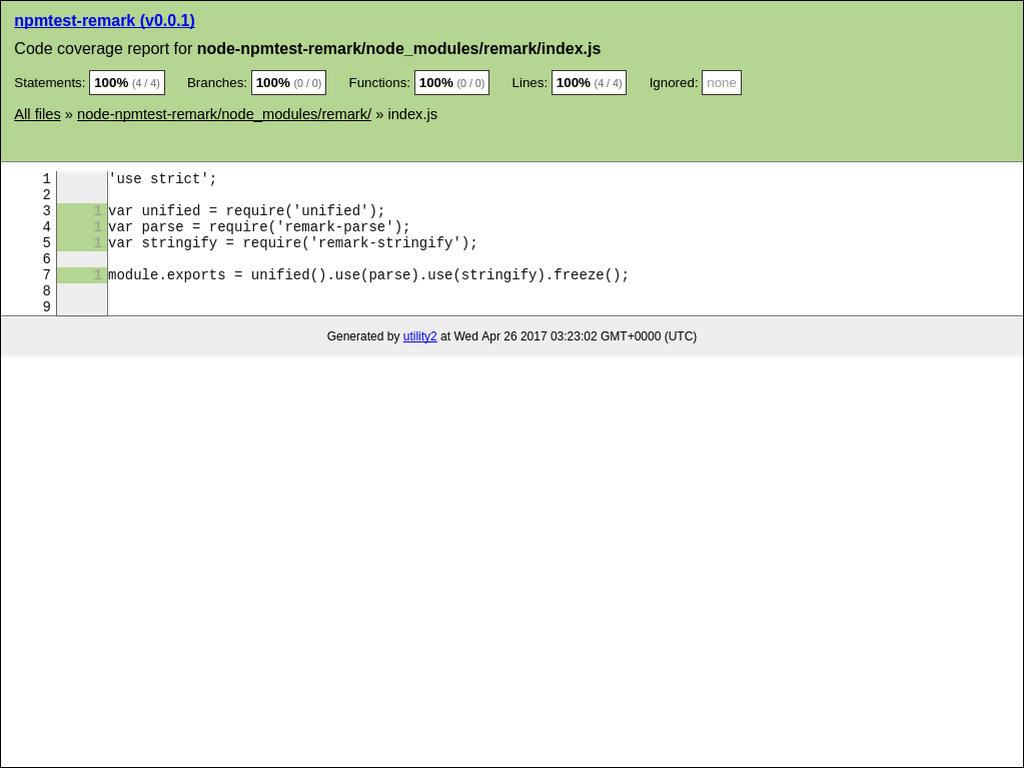 npmtest-remark (v0.0.1)
Code coverage report for node-npmtest-remark/node_modules/remark/index.js
Statements: 100% (4 / 4) Branches: 100% (0 / 0) Functions: 100% (0 / 0) Lines: 100% (4 / 4) Ignored: none
All files » node-npmtest-remark/node_modules/remark/ » index.js
1 'use strict';
2
3 1 var unified = require('unified');
4 1 var parse = require('remark-parse');
5 1 var stringify = require('remark-stringify');
6
7 1 module.exports = unified().use(parse).use(stringify).freeze();
8
9
Generated by utility2 at Wed Apr 26 2017 03:23:02 GMT+0000 (UTC)